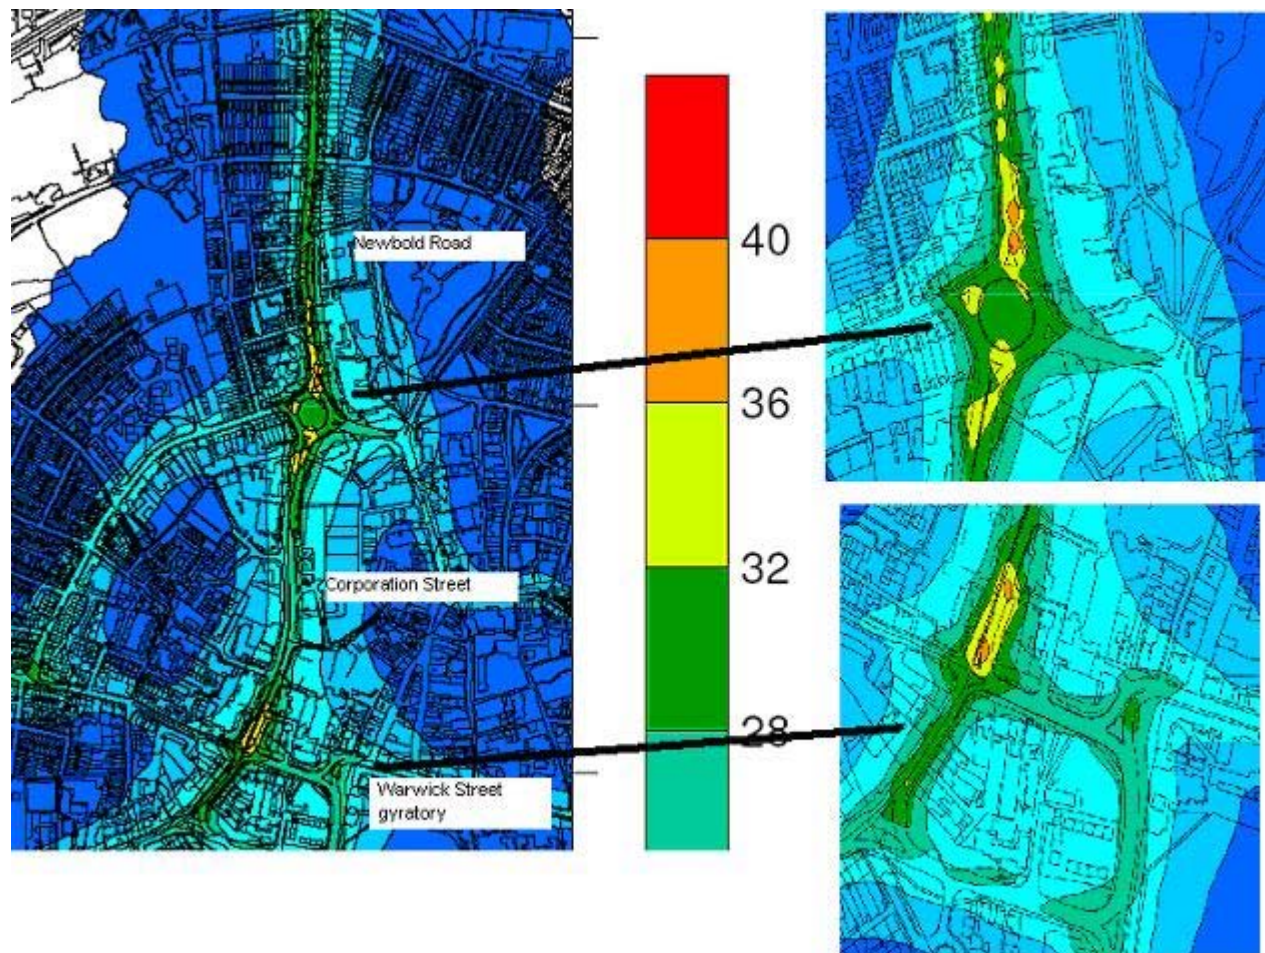 Newbold Road
Corporation Street
Warwick Street
gyratory
40
36
32
28